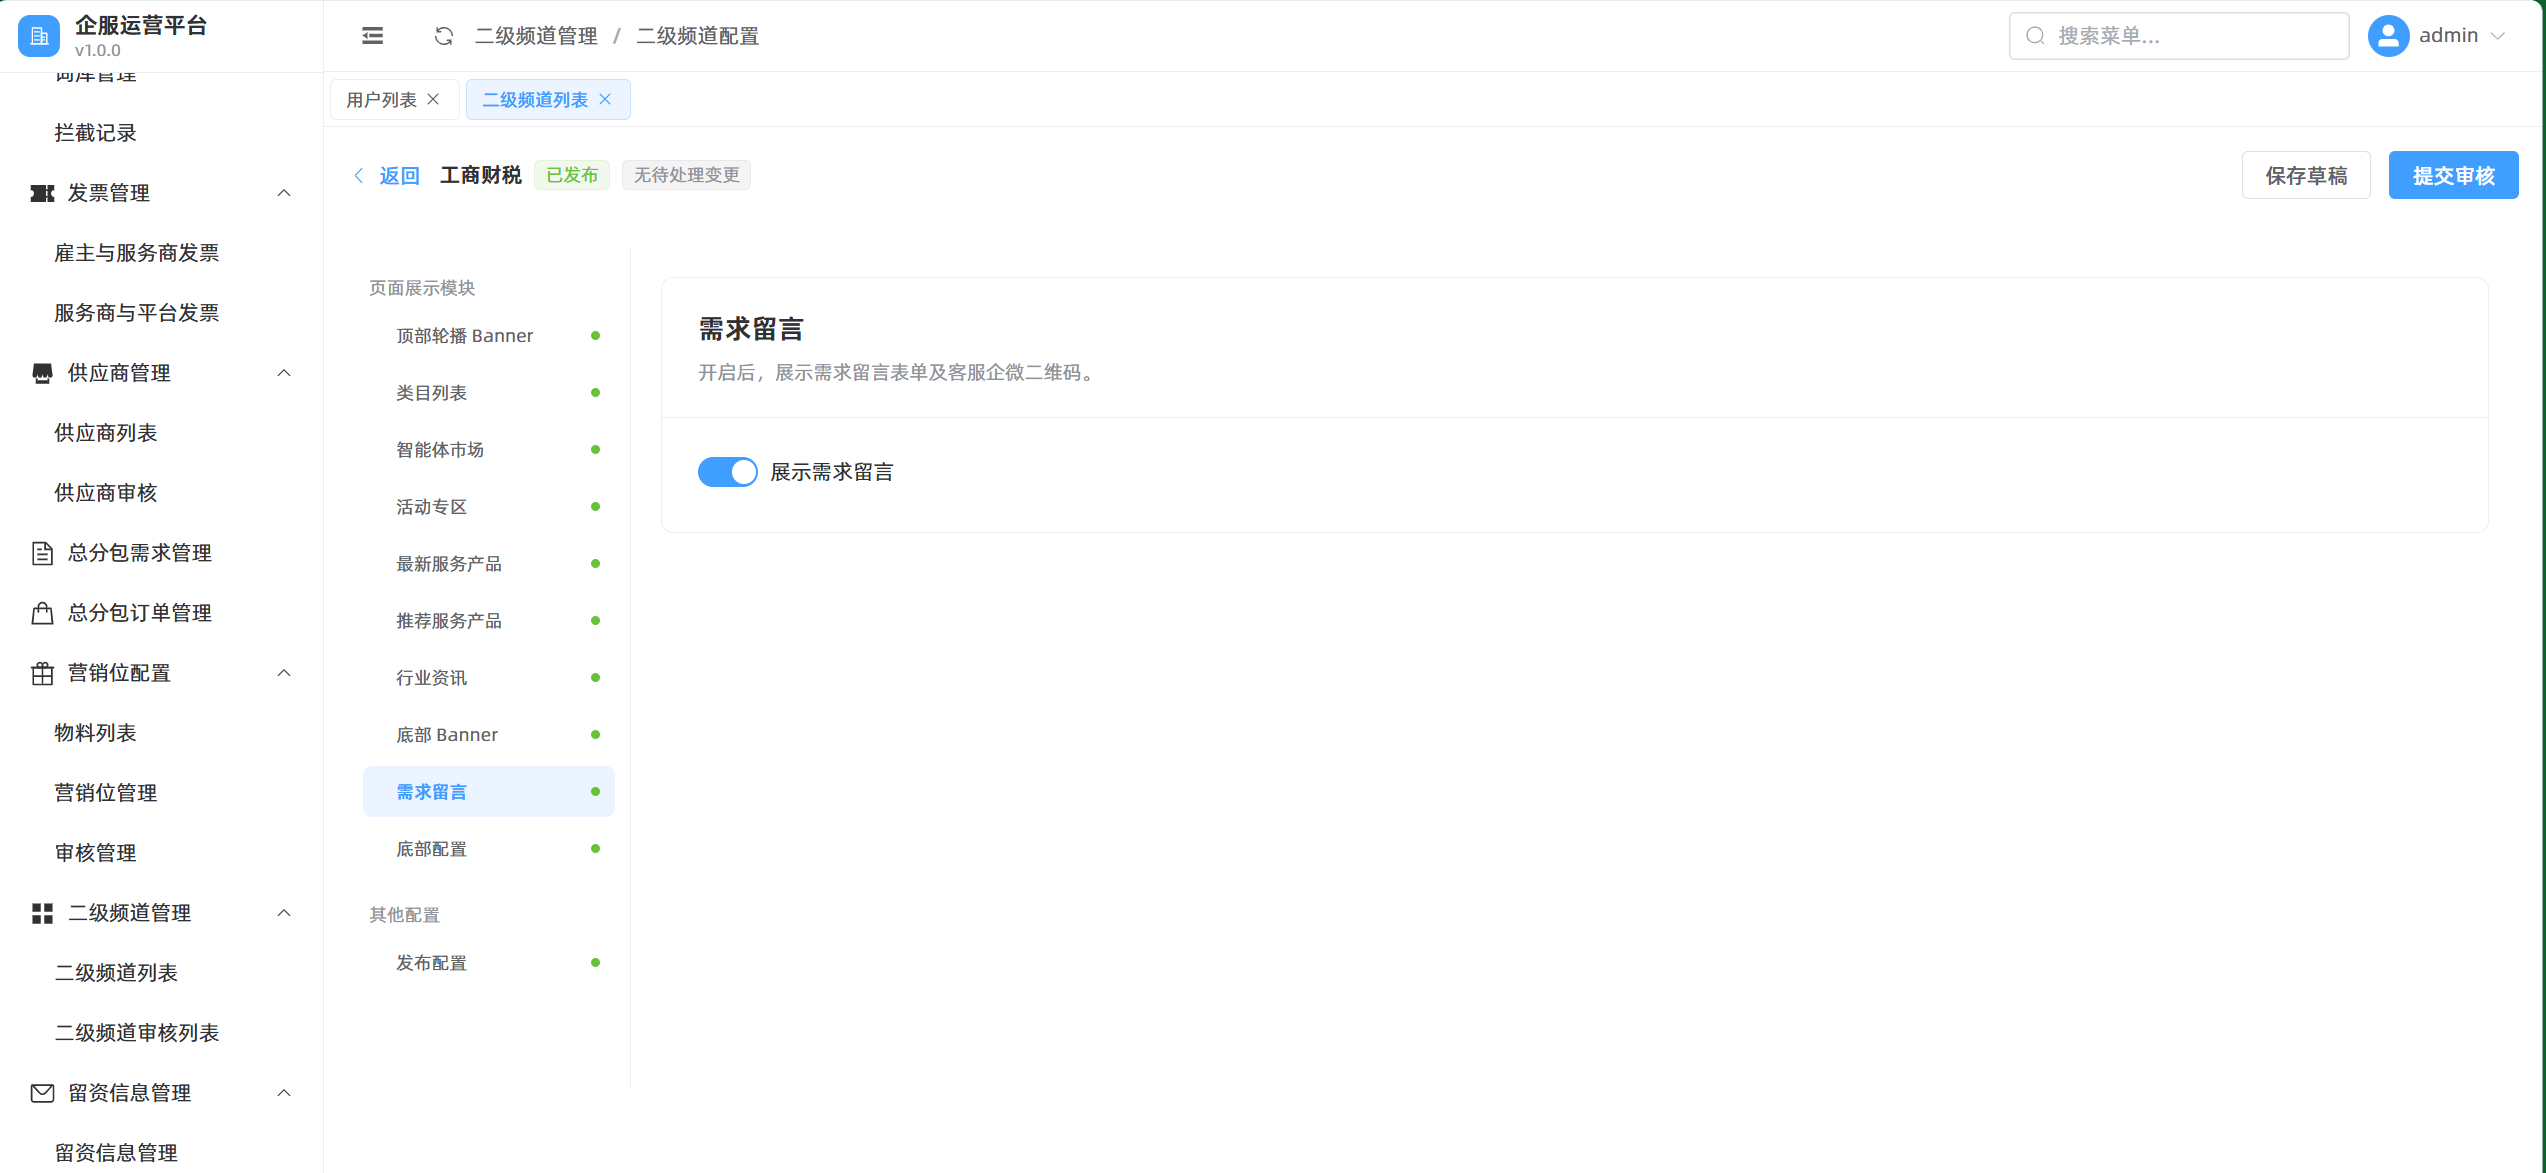 企服运营平台
v1.0.0
词库管理
拦截记录
发票管理
雇主与服务商发票
服务商与平台发票
供应商管理
供应商列表
供应商审核
总分包需求管理
总分包订单管理
营销位配置
物料列表
营销位管理
审核管理
二级频道管理
二级频道列表
二级频道审核列表
留资信息管理
留资信息管理
二级频道管理 / 二级频道配置
搜索菜单...
admin
用户列表
二级频道列表
返回 工商财税 已发布 无待处理变更
保存草稿
提交审核
页面展示模块
顶部轮播 Banner
类目列表
智能体市场
活动专区
最新服务产品
推荐服务产品
行业资讯
底部 Banner
需求留言
底部配置
其他配置
发布配置
需求留言
开启后，展示需求留言表单及客服企微二维码。
展示需求留言